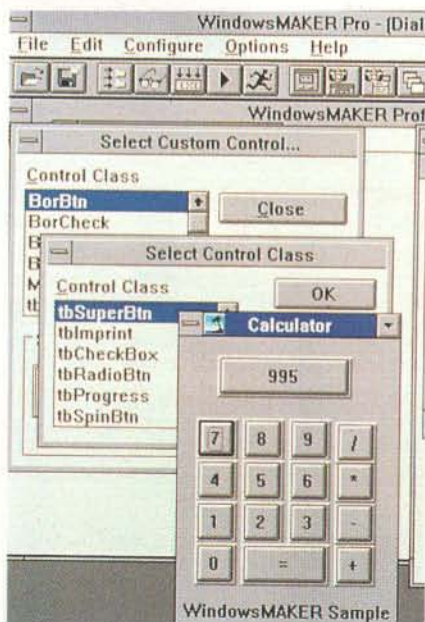 WindowsMAKER Pro - [Dial
File Edit Configure Options Help
WindowsMAKER Prof
Select Custom Control...
Control Class
BorBtn
BorCheck
Close
Select Control Class
Control Class
tbSuperBtn
tbImprint
tbCheckBox
tbRadioBtn
tbProgress
tbSpinBtn
OK
Calculator
995
7 8 9 /
4 5 6 *
1 2 3 -
0 = +
WindowsMAKER Sample